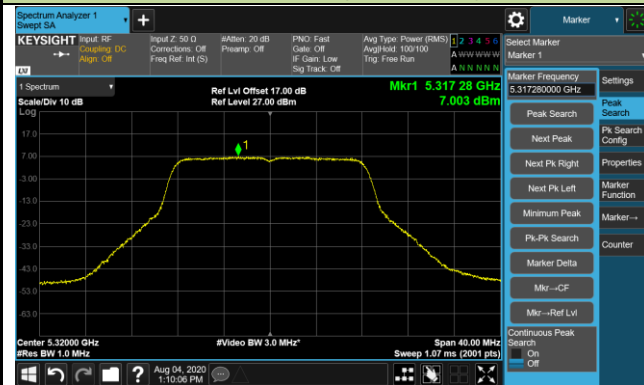 Spectrum Analyzer 1
Swept SA
Marker
KEYSIGHT
Input: RF
Coupling: DC
Align: Off
Input Z: 50 Ω
Corrections: Off
Freq Ref: Int (S)
#Atten: 20 dB
Preamp: Off
PNO: Fast
Gate: Off
IF Gain: Low
Sig Track: Off
Avg Type: Power (RMS)
Avg|Hold: 100/100
Trig: Free Run
1 2 3 4 5 6
A W W W W W
A N N N N N
LXI
Select Marker
Marker 1
1 Spectrum
Scale/Div 10 dB
Log
Ref Lvl Offset 17.00 dB
Ref Level 27.00 dBm
Mkr1 5.317 28 GHz
7.003 dBm
17.0
7.00
-3.00
-13.0
-23.0
-33.0
-43.0
-53.0
-63.0
1
Center 5.32000 GHz
#Res BW 1.0 MHz
#Video BW 3.0 MHz*
Span 40.00 MHz
Sweep 1.07 ms (2001 pts)
Marker Frequency
5.317280000 GHz
Peak Search
Next Peak
Next Pk Right
Next Pk Left
Minimum Peak
Pk-Pk Search
Marker Delta
Mkr→CF
Mkr→Ref Lvl
Continuous Peak
Search
On
Off
Settings
Peak
Search
Pk Search
Config
Properties
Marker
Function
Marker→
Counter
Aug 04, 2020
1:10:06 PM